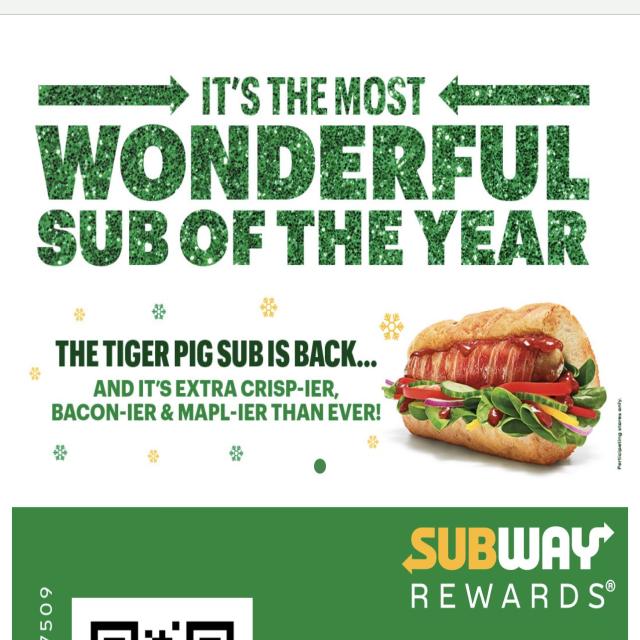 IT'S THE MOST
WONDERFUL
SUB OF THE YEAR
THE TIGER PIG SUB IS BACK...
AND IT'S EXTRA CRISP-IER,
BACON-IER & MAPL-IER THAN EVER!
Participating stores only.
SUBWAY
REWARDS®
7509